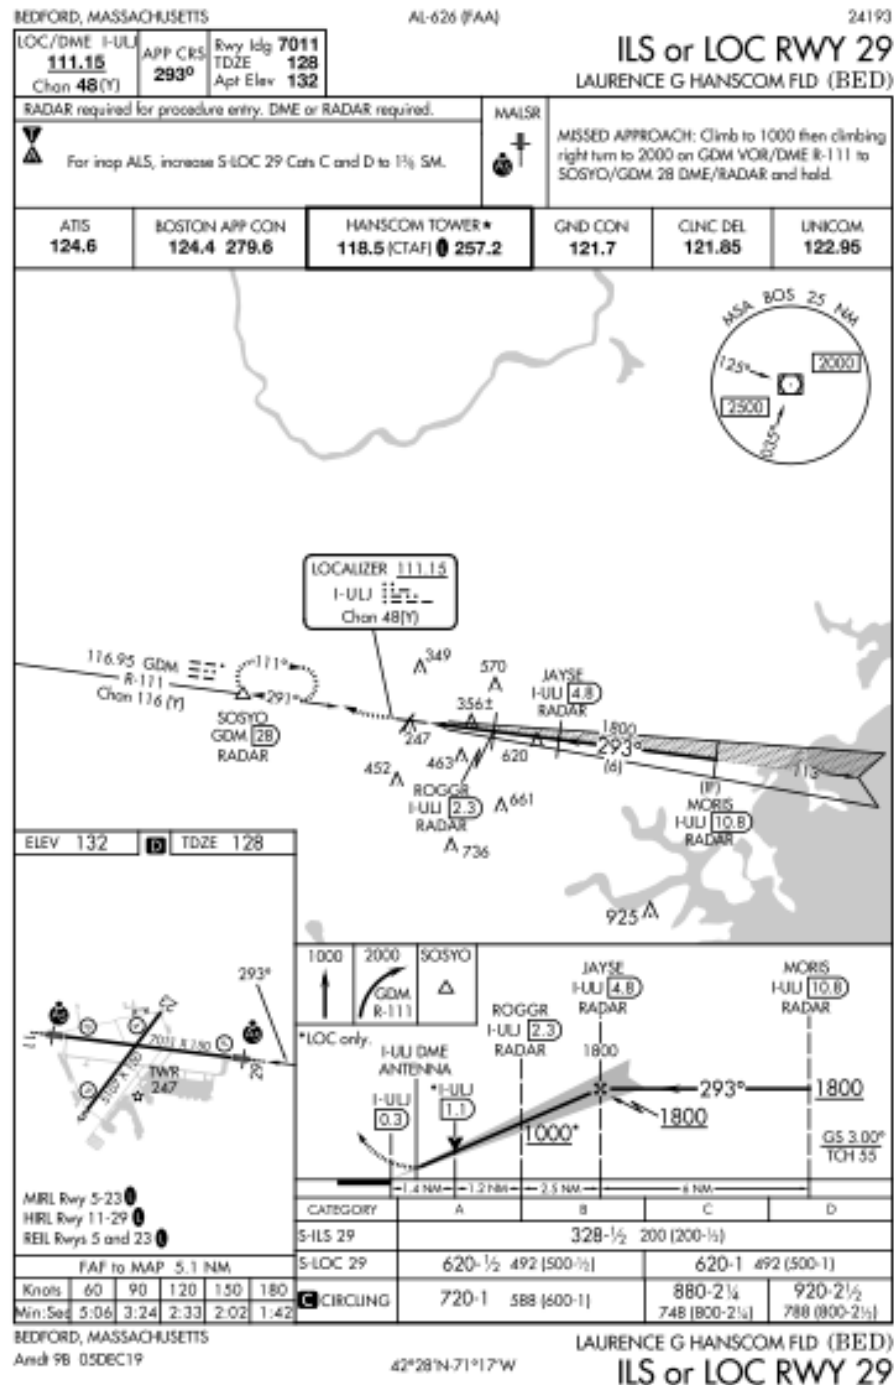 BEDFORD, MASSACHUSETTS
AL-626 (FAA)
24193
LOC/DME I-ULJ
111.15
Chan 48(Y)
APP CRS
293°
Rwy ldg 7011
TDZE 128
Apt Elev 132
ILS or LOC RWY 29
LAURENCE G HANSCOM FLD (BED)
RADAR required for procedure entry. DME or RADAR required.
For inop ALS, increase S-LOC 29 Cats C and D to 1⅜ SM.
MALSR
MISSED APPROACH: Climb to 1000 then climbing
right turn to 2000 on GDM VOR/DME R-111 to
SOSYO/GDM 28 DME/RADAR and hold.
ATIS
124.6
BOSTON APP CON
124.4 279.6
HANSCOM TOWER★
118.5 (CTAF) L 257.2
GND CON
121.7
CLNC DEL
121.85
UNICOM
122.95
MSA BOS 25 NM
125°
2000
2500
035°
LOCALIZER 111.15
I-ULJ
Chan 48(Y)
116.95 GDM
R-111
Chan 116 (Y)
111°
291°
SOSYO
GDM 28
RADAR
349
570
356±
247
452
463
620
661
736
925
JAYSE
I-ULJ 4.8
RADAR
1800
293°
(6)
113°
ROGGR
I-ULJ 2.3
RADAR
(IF)
MORIS
I-ULJ 10.8
RADAR
ELEV 132
D
TDZE 128
293°
11
29
7011 X 150
TWR
247
MIRL Rwy 5-23 L
HIRL Rwy 11-29 L
REIL Rwys 5 and 23 L
FAF to MAP 5.1 NM
Knots 60 90 120 150 180
Min:Sec 5:06 3:24 2:33 2:02 1:42
1000
2000
GDM
R-111
SOSYO
*LOC only.
I-ULJ DME
ANTENNA
I-ULJ
0.3
*I-ULJ
1.1
ROGGR
I-ULJ 2.3
RADAR
JAYSE
I-ULJ 4.8
RADAR
1800
MORIS
I-ULJ 10.8
RADAR
293°
1800
1800
1000*
GS 3.00°
TCH 55
1.4 NM
1.2 NM
2.5 NM
6 NM
CATEGORY A B C D
S-ILS 29 328-½ 200 (200-½)
S-LOC 29 620-½ 492 (500-½) 620-1 492 (500-1)
C CIRCLING 720-1 588 (600-1) 880-2¼ 748 (800-2¼) 920-2½ 788 (800-2½)
BEDFORD, MASSACHUSETTS
Amdt 9B 05DEC19
42°28'N-71°17'W
LAURENCE G HANSCOM FLD (BED)
ILS or LOC RWY 29